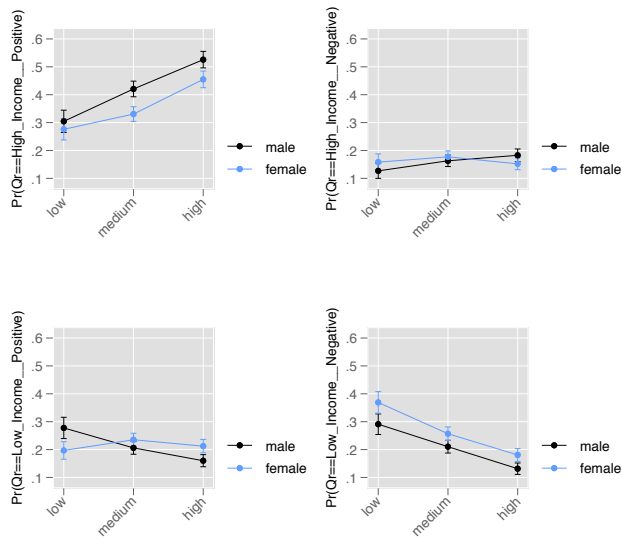 Pr(Qr==High_Income__Positive)
.6
.5
.4
.3
.2
.1
low
medium
high
male
female
Pr(Qr==High_Income__Negative)
.6
.5
.4
.3
.2
.1
low
medium
high
male
female
Pr(Qr==Low_Income__Positive)
.6
.5
.4
.3
.2
.1
low
medium
high
male
female
Pr(Qr==Low_Income__Negative)
.6
.5
.4
.3
.2
.1
low
medium
high
male
female